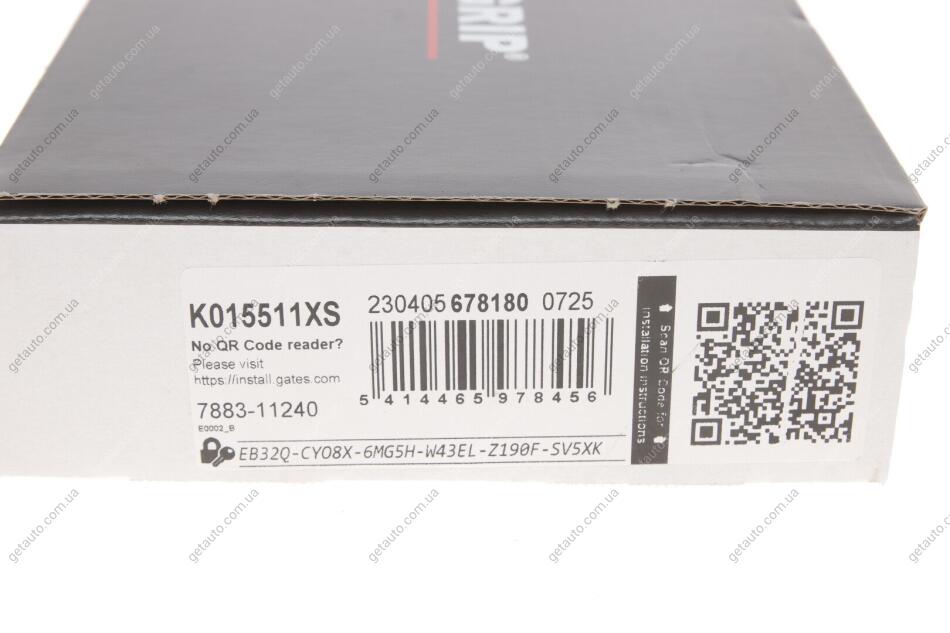 GRIP®
K015511XS
230405 678180 0725
No QR Code reader?
Please visit
https://install.gates.com
5 414465 978456
7883-11240
E0002_B
EB32Q-CYO8X-6MG5H-W43EL-Z190F-SV5XK
Scan QR Code for
installation instructions
getauto.com.ua